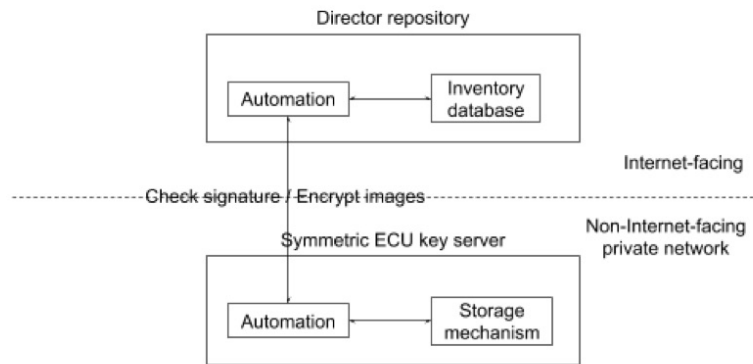 Director repository
Automation
Inventory
database
Internet-facing
Check signature / Encrypt images
Non-Internet-facing
private network
Symmetric ECU key server
Automation
Storage
mechanism